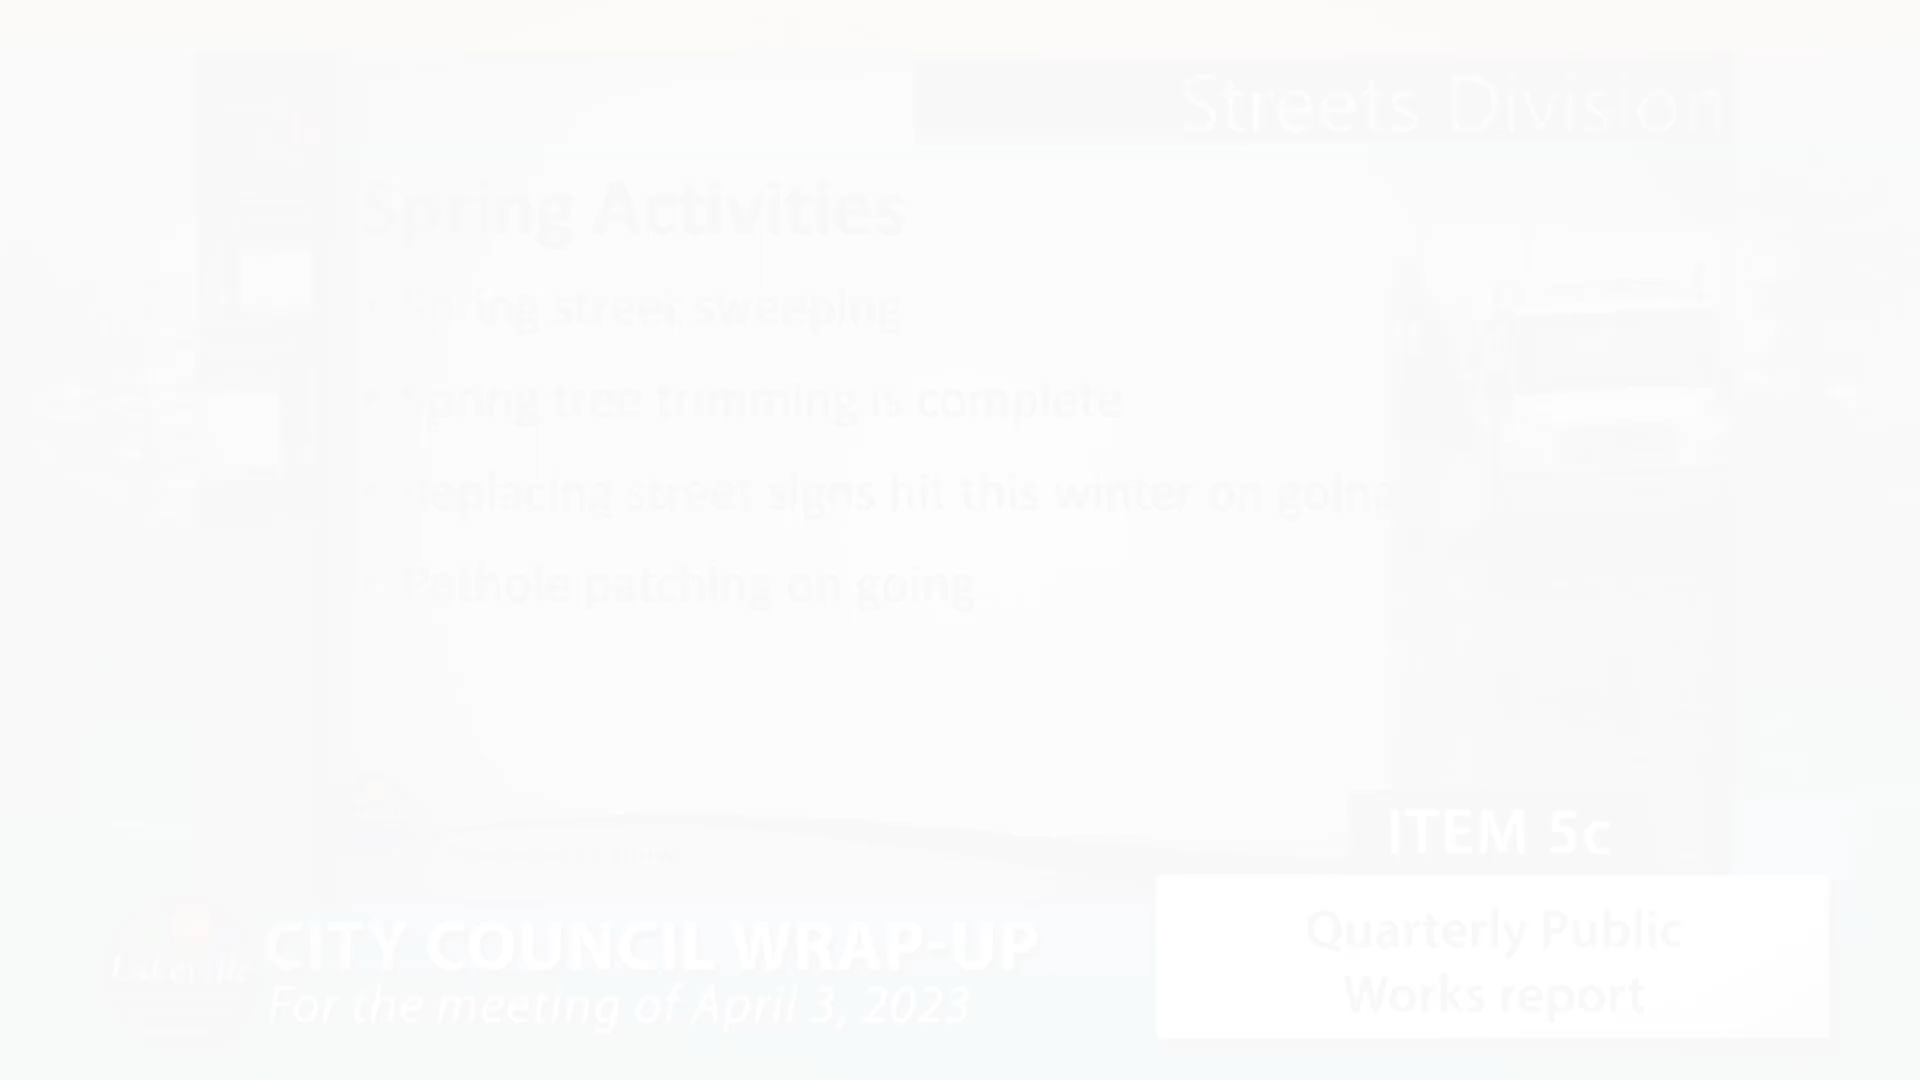 Streets Division
Spring Activities
• Spring street sweeping
• Spring tree trimming is complete
• Replacing street signs hit this winter on going
• Pothole patching on going
ITEM 5c
Lakeville
CITY COUNCIL WRAP-UP
For the meeting of April 3, 2023
Quarterly Public
Works report